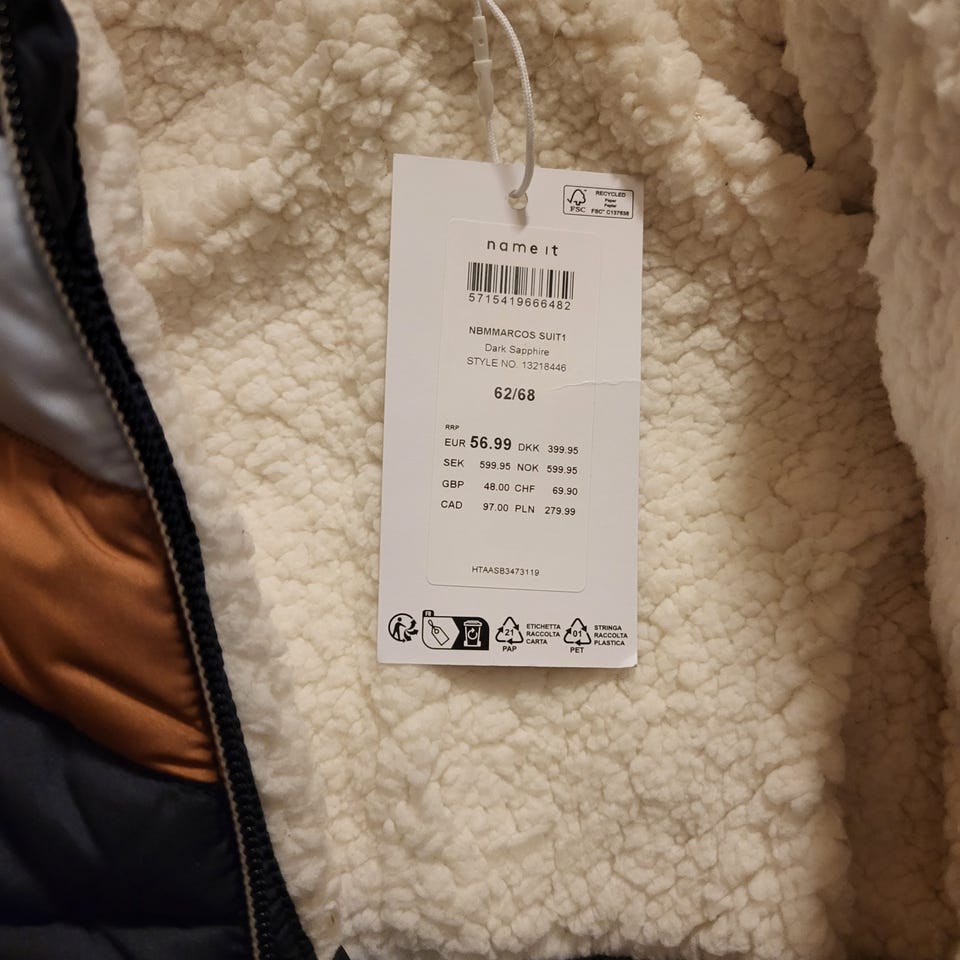 FSC
RECYCLED
Paper
Papier
FSC® C137638
name it
5715419666482
NBMMARCOS SUIT1
Dark Sapphire
STYLE NO. 13218446
62/68
RRP
EUR 56.99 DKK 399.95
SEK 599.95 NOK 599.95
GBP 48.00 CHF 69.90
CAD 97.00 PLN 279.99
HTAASB3473119
FR
21
PAP
ETICHETTA
RACCOLTA
CARTA
01
PET
STRINGA
RACCOLTA
PLASTICA